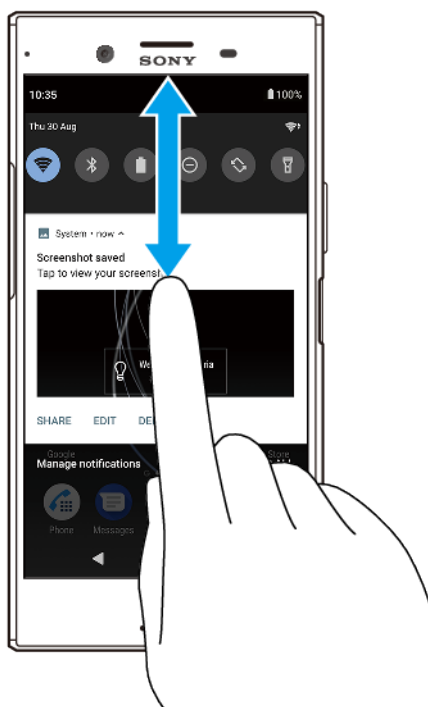 SONY
10:35 100%
Thu 30 Aug
System • now
Screenshot saved
Tap to view your
SHARE EDIT
Google Store
Manage notifications
Phone Messages